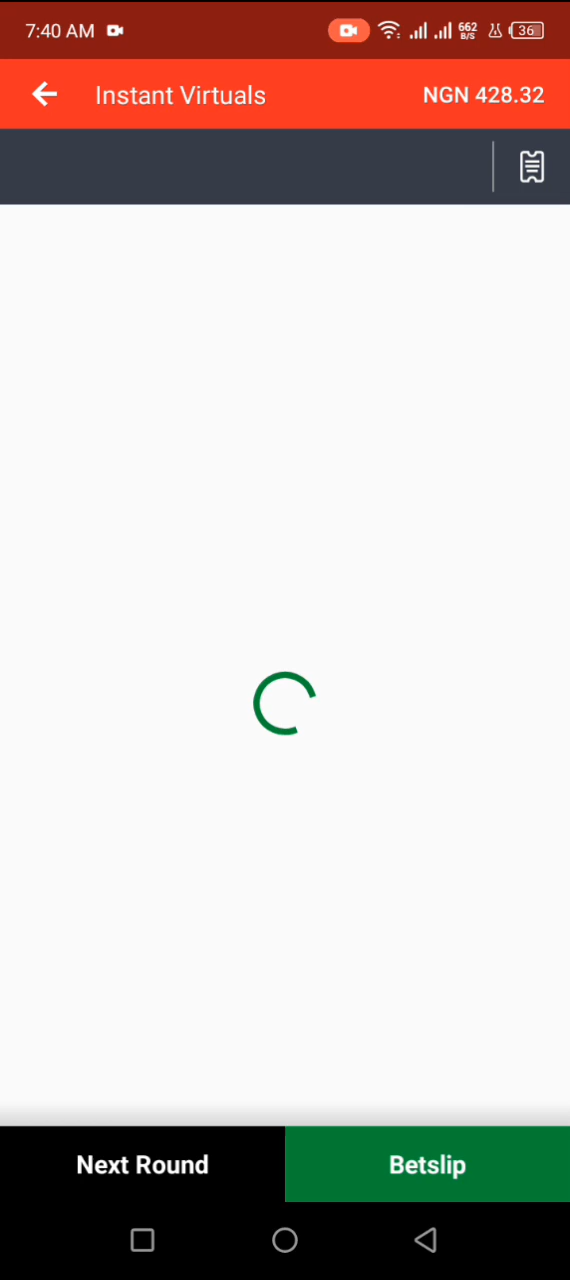 7:40 AM
662
B/S
36
Instant Virtuals
NGN 428.32
Next Round
Betslip